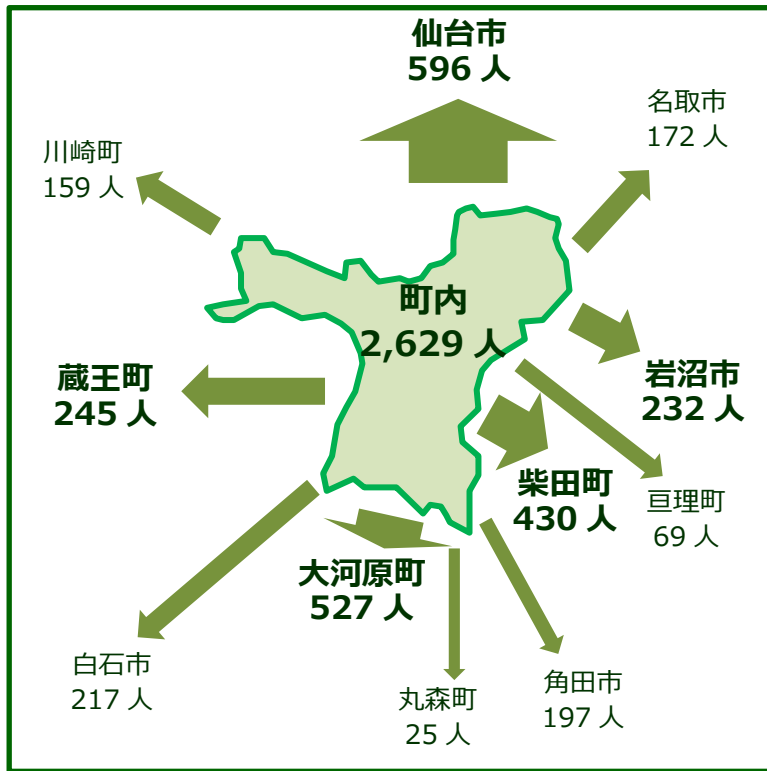 仙台市
596 人
名取市
172 人
川崎町
159 人
町内
2,629 人
蔵王町
245 人
岩沼市
232 人
柴田町
430 人
亘理町
69 人
大河原町
527 人
白石市
217 人
丸森町
25 人
角田市
197 人